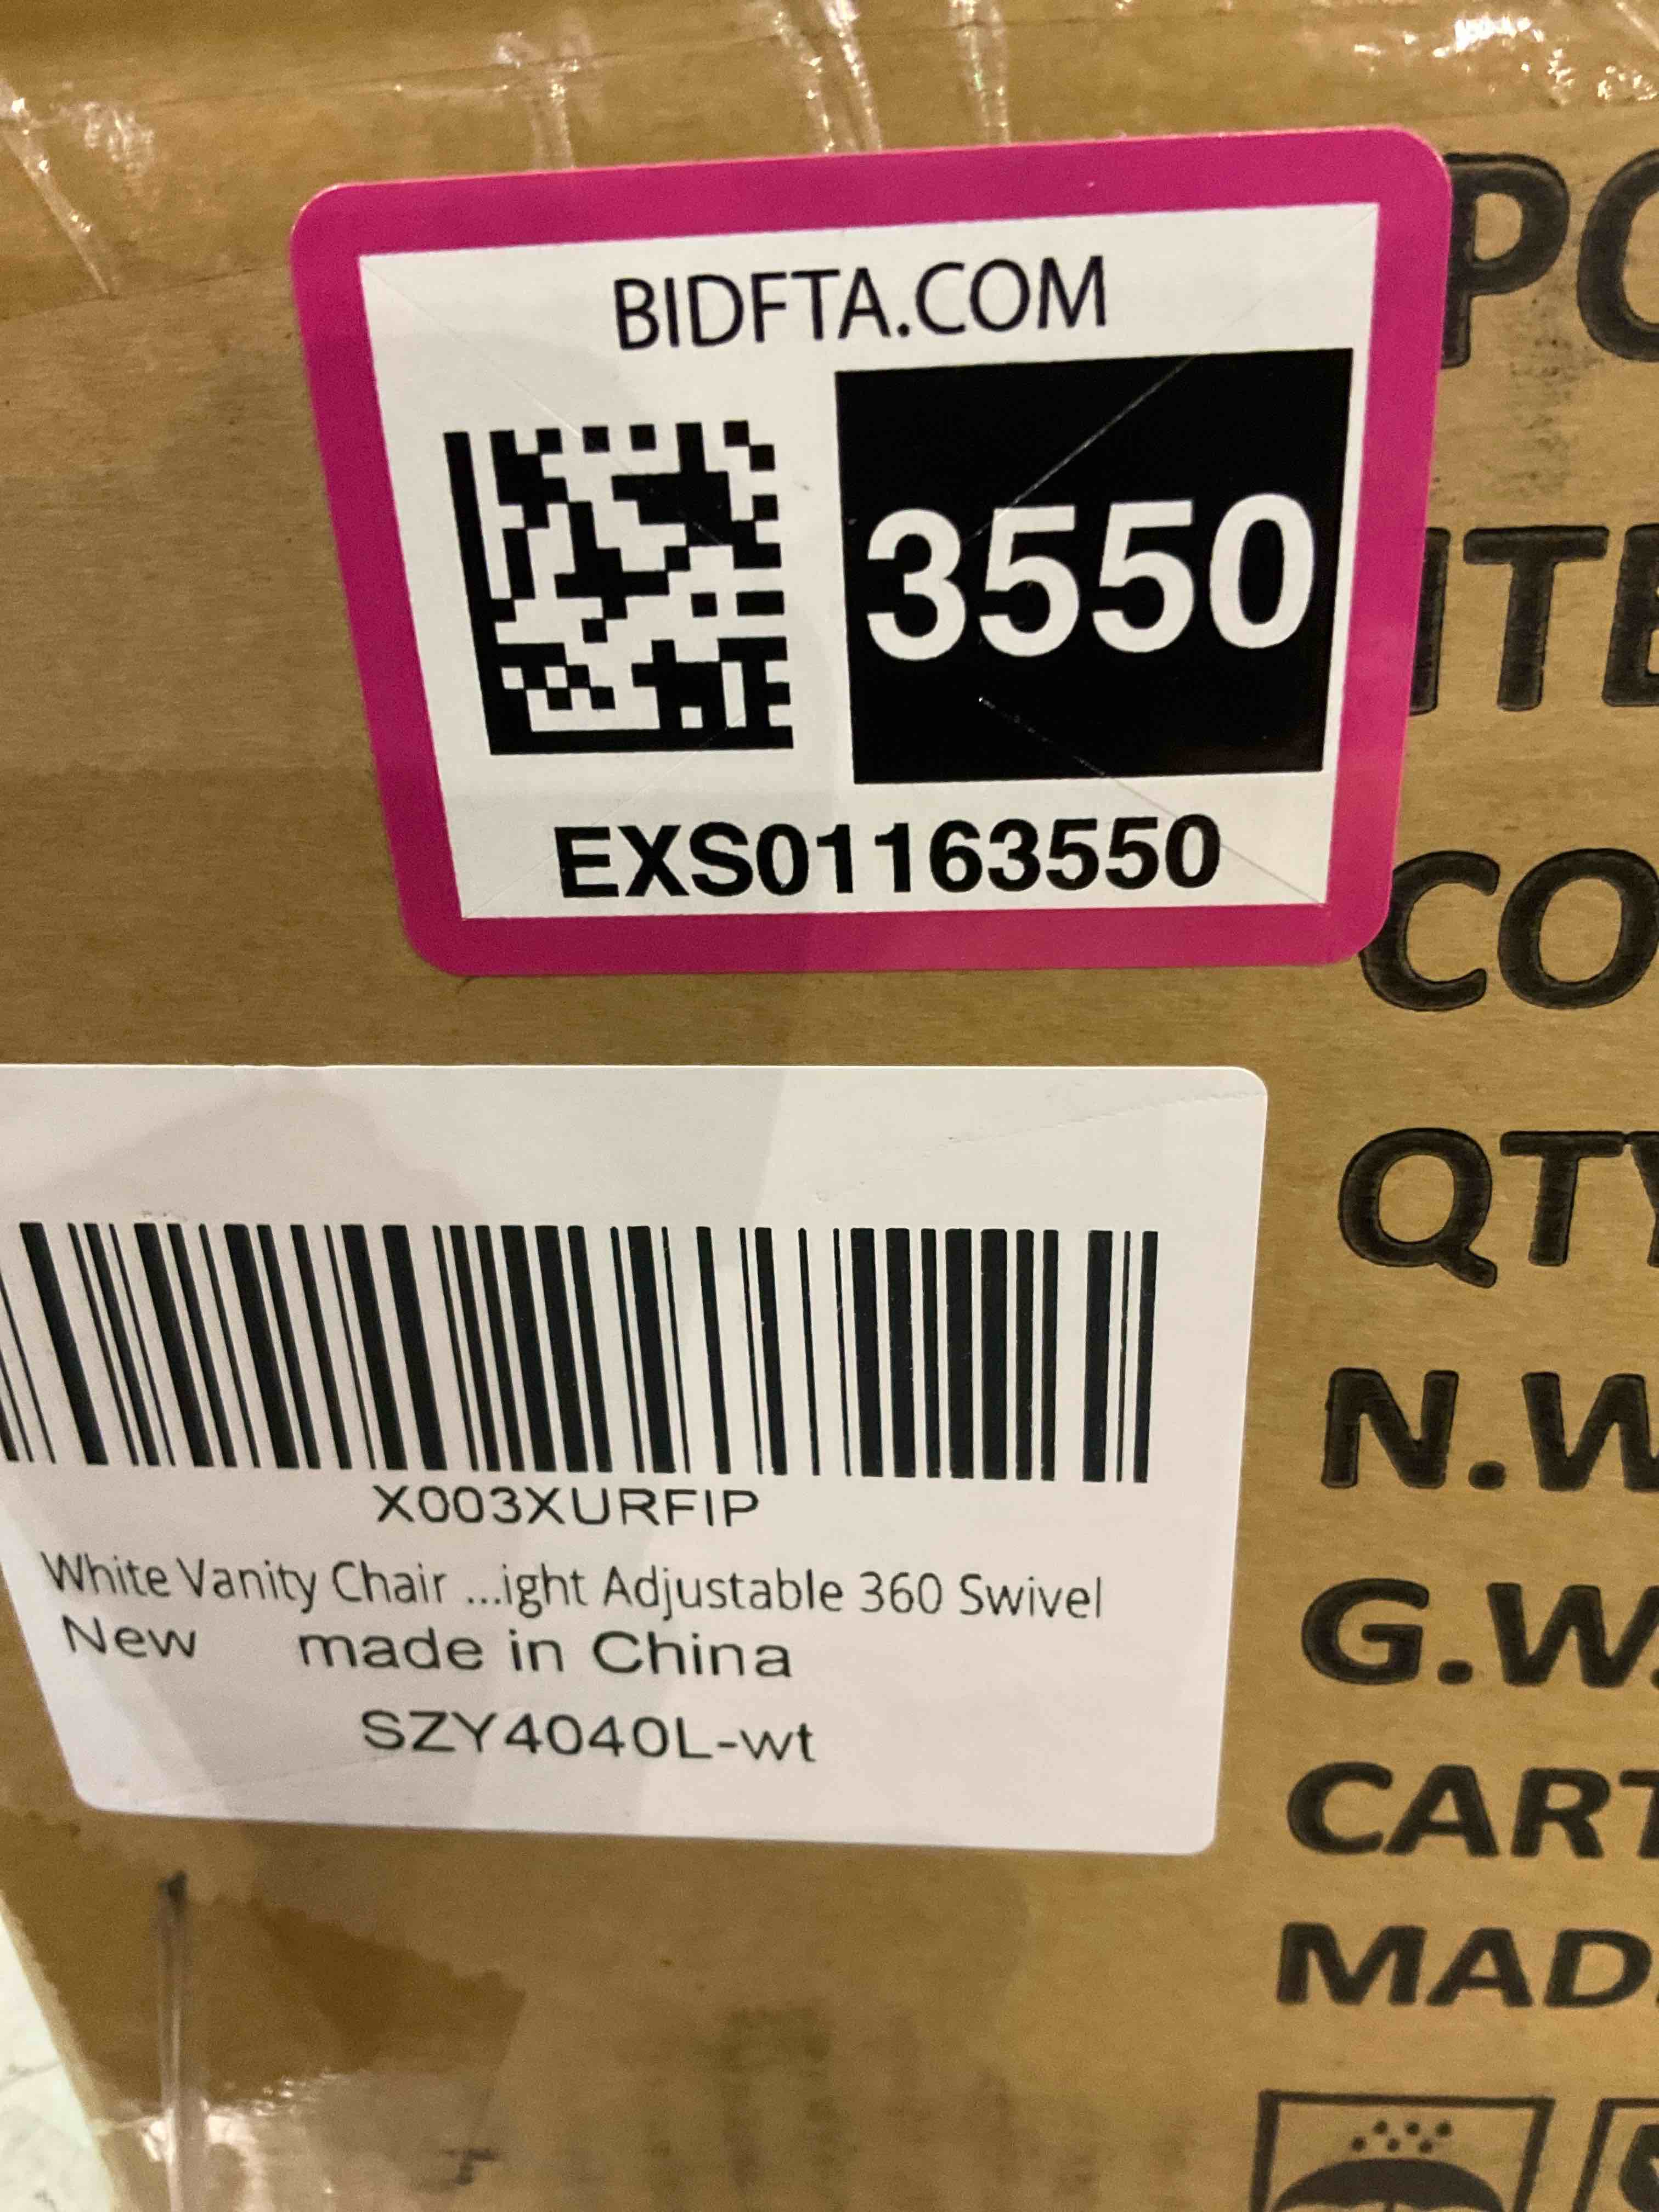 BIDFTA.COM
3550
EXS01163550
X003XURFIP
White Vanity Chair ...ight Adjustable 360 Swivel
New made in China
SZY4040L-wt
PO
ITE
CO
QTY
N.W
G.W.
CART
MAD